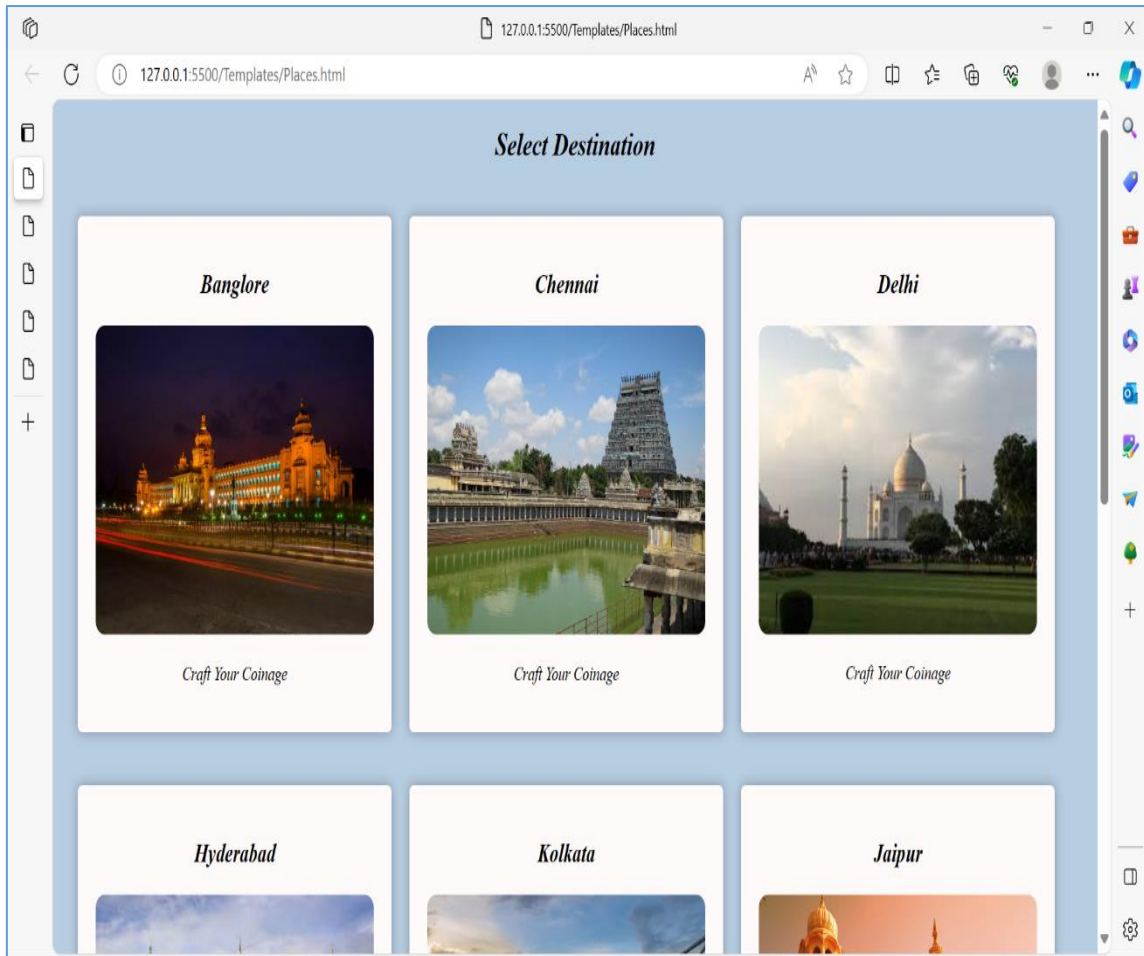 127.0.0.1:5500/Templates/Places.html
127.0.0.1:5500/Templates/Places.html
Select Destination
Banglore
Chennai
Delhi
Craft Your Coinage
Craft Your Coinage
Craft Your Coinage
Hyderabad
Kolkata
Jaipur